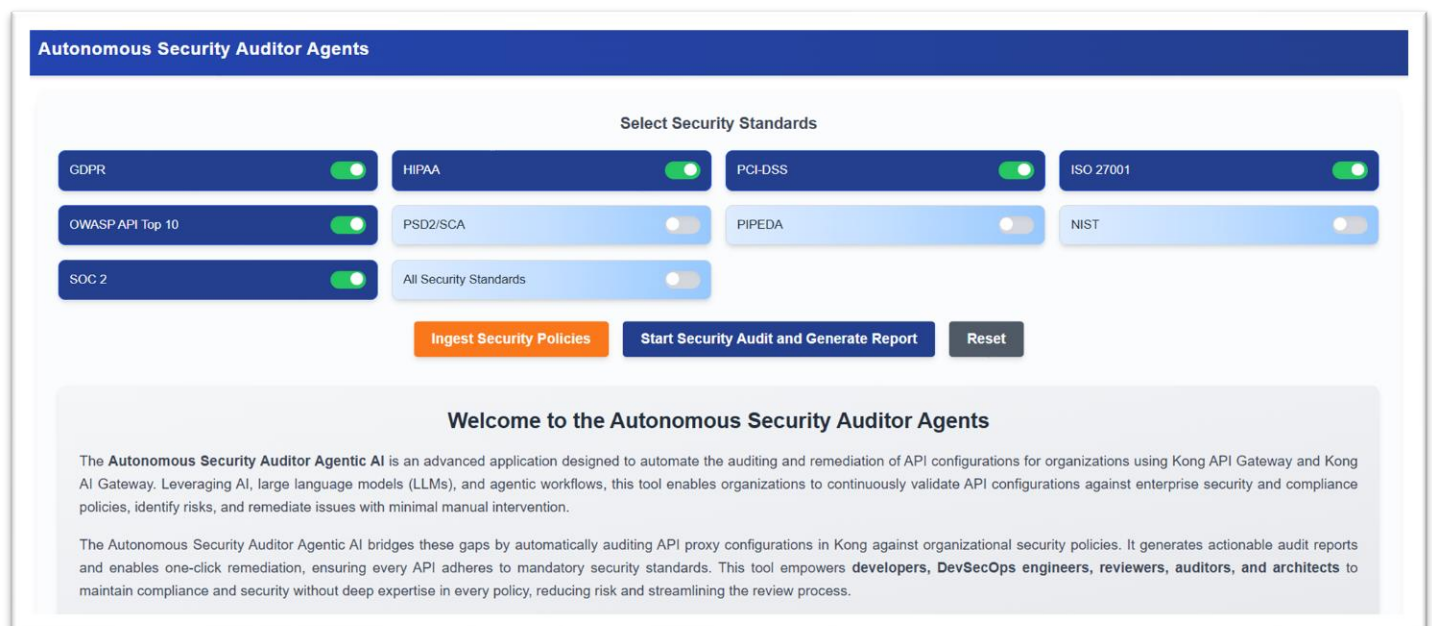 Autonomous Security Auditor Agents
Select Security Standards
GDPR
HIPAA
PCI-DSS
ISO 27001
OWASP API Top 10
PSD2/SCA
PIPEDA
NIST
SOC 2
All Security Standards
Ingest Security Policies
Start Security Audit and Generate Report
Reset
Welcome to the Autonomous Security Auditor Agents
The Autonomous Security Auditor Agentic AI is an advanced application designed to automate the auditing and remediation of API configurations for organizations using Kong API Gateway and Kong
AI Gateway. Leveraging AI, large language models (LLMs), and agentic workflows, this tool enables organizations to continuously validate API configurations against enterprise security and compliance
policies, identify risks, and remediate issues with minimal manual intervention.
The Autonomous Security Auditor Agentic AI bridges these gaps by automatically auditing API proxy configurations in Kong against organizational security policies. It generates actionable audit reports
and enables one-click remediation, ensuring every API adheres to mandatory security standards. This tool empowers developers, DevSecOps engineers, reviewers, auditors, and architects to
maintain compliance and security without deep expertise in every policy, reducing risk and streamlining the review process.